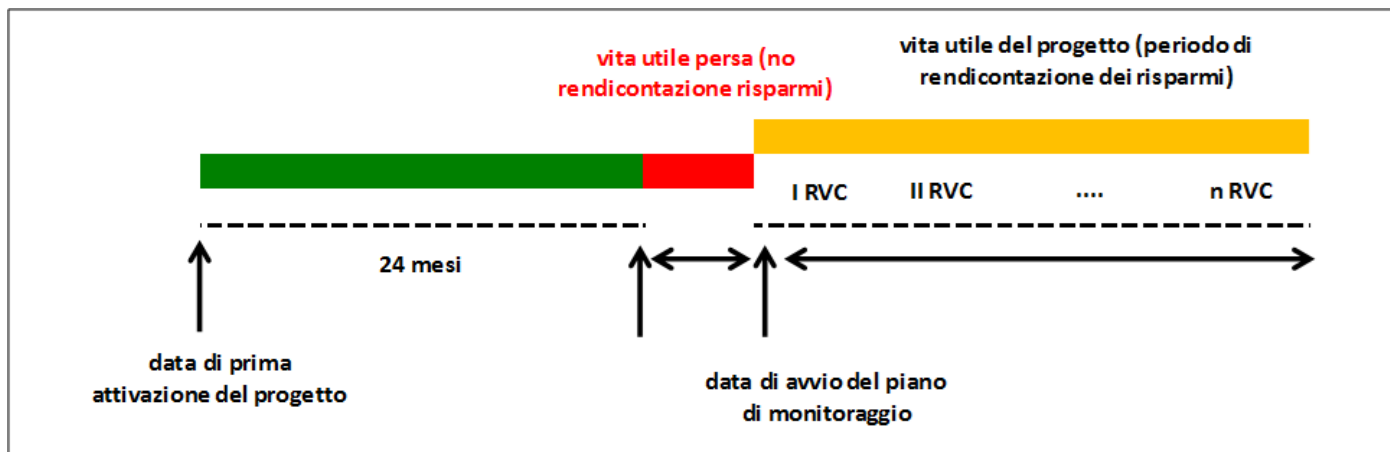 vita utile persa (no
rendicontazione risparmi)
vita utile del progetto (periodo di
rendicontazione dei risparmi)
I RVC
II RVC
....
n RVC
24 mesi
data di prima
attivazione del progetto
data di avvio del piano
di monitoraggio